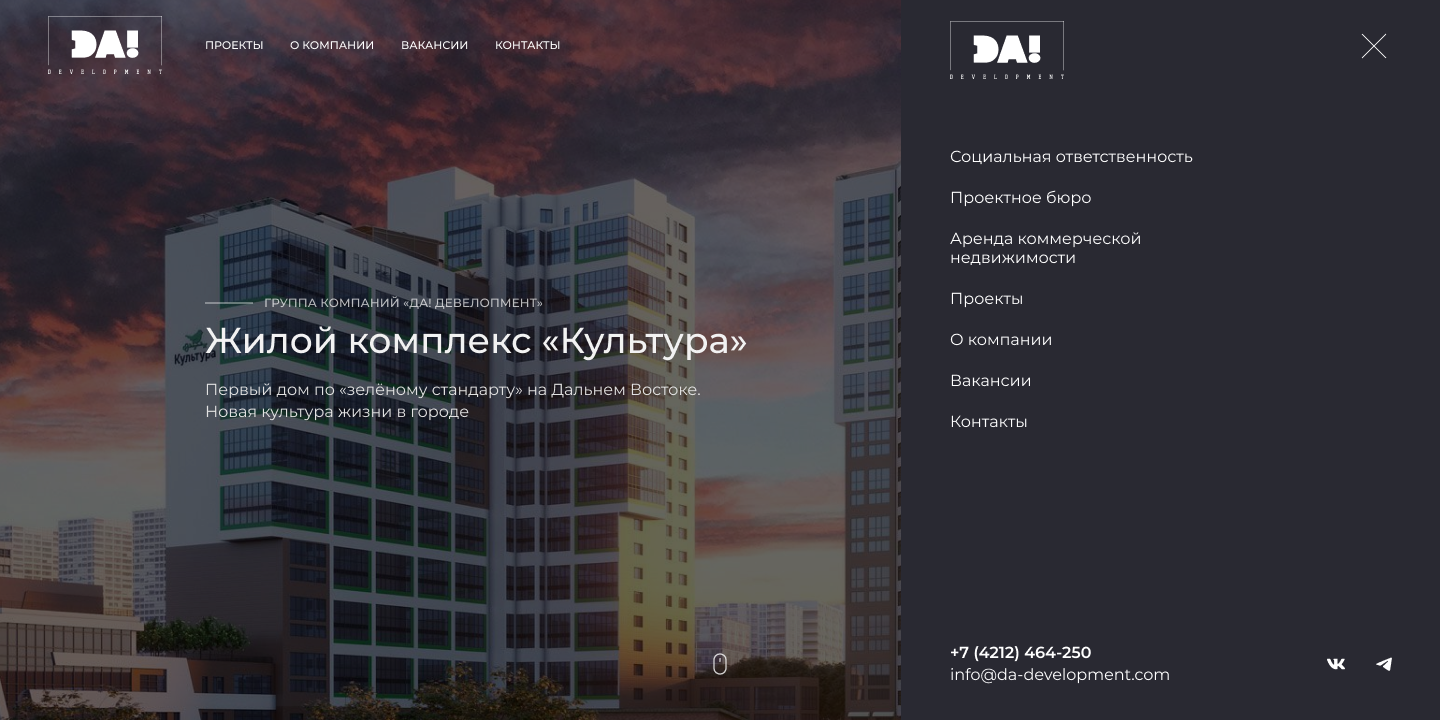 DA!
DEVELOPMENT
ПРОЕКТЫ
О КОМПАНИИ
ВАКАНСИИ
КОНТАКТЫ
ГРУППА КОМПАНИЙ «ДА! ДЕВЕЛОПМЕНТ»
Жилой комплекс «Культура»
Культура
Первый дом по «зелёному стандарту» на Дальнем Востоке.
Новая культура жизни в городе
DA!
DEVELOPMENT
Социальная ответственность
Проектное бюро
Аренда коммерческой
недвижимости
Проекты
О компании
Вакансии
Контакты
+7 (4212) 464-250
info@da-development.com